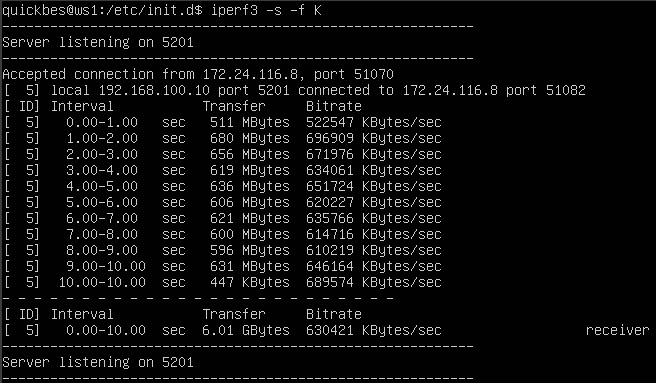 quickbes@ws1:/etc/init.d$ iperf3 -s -f K
-----------------------------------------------------------
Server listening on 5201
-----------------------------------------------------------
Accepted connection from 172.24.116.8, port 51070
[  5] local 192.168.100.10 port 5201 connected to 172.24.116.8 port 51082
[ ID] Interval           Transfer     Bitrate
[  5]   0.00-1.00   sec   511 MBytes  522547 KBytes/sec
[  5]   1.00-2.00   sec   680 MBytes  696909 KBytes/sec
[  5]   2.00-3.00   sec   656 MBytes  671976 KBytes/sec
[  5]   3.00-4.00   sec   619 MBytes  634061 KBytes/sec
[  5]   4.00-5.00   sec   636 MBytes  651724 KBytes/sec
[  5]   5.00-6.00   sec   606 MBytes  620227 KBytes/sec
[  5]   6.00-7.00   sec   621 MBytes  635766 KBytes/sec
[  5]   7.00-8.00   sec   600 MBytes  614716 KBytes/sec
[  5]   8.00-9.00   sec   596 MBytes  610219 KBytes/sec
[  5]   9.00-10.00  sec   631 MBytes  646164 KBytes/sec
[  5]  10.00-10.00  sec   447 KBytes  689574 KBytes/sec
- - - - - - - - - - - - - - - - - - - - - - - - -
[ ID] Interval           Transfer     Bitrate
[  5]   0.00-10.00  sec  6.01 GBytes  630421 KBytes/sec                  receiver
-----------------------------------------------------------
Server listening on 5201
-----------------------------------------------------------